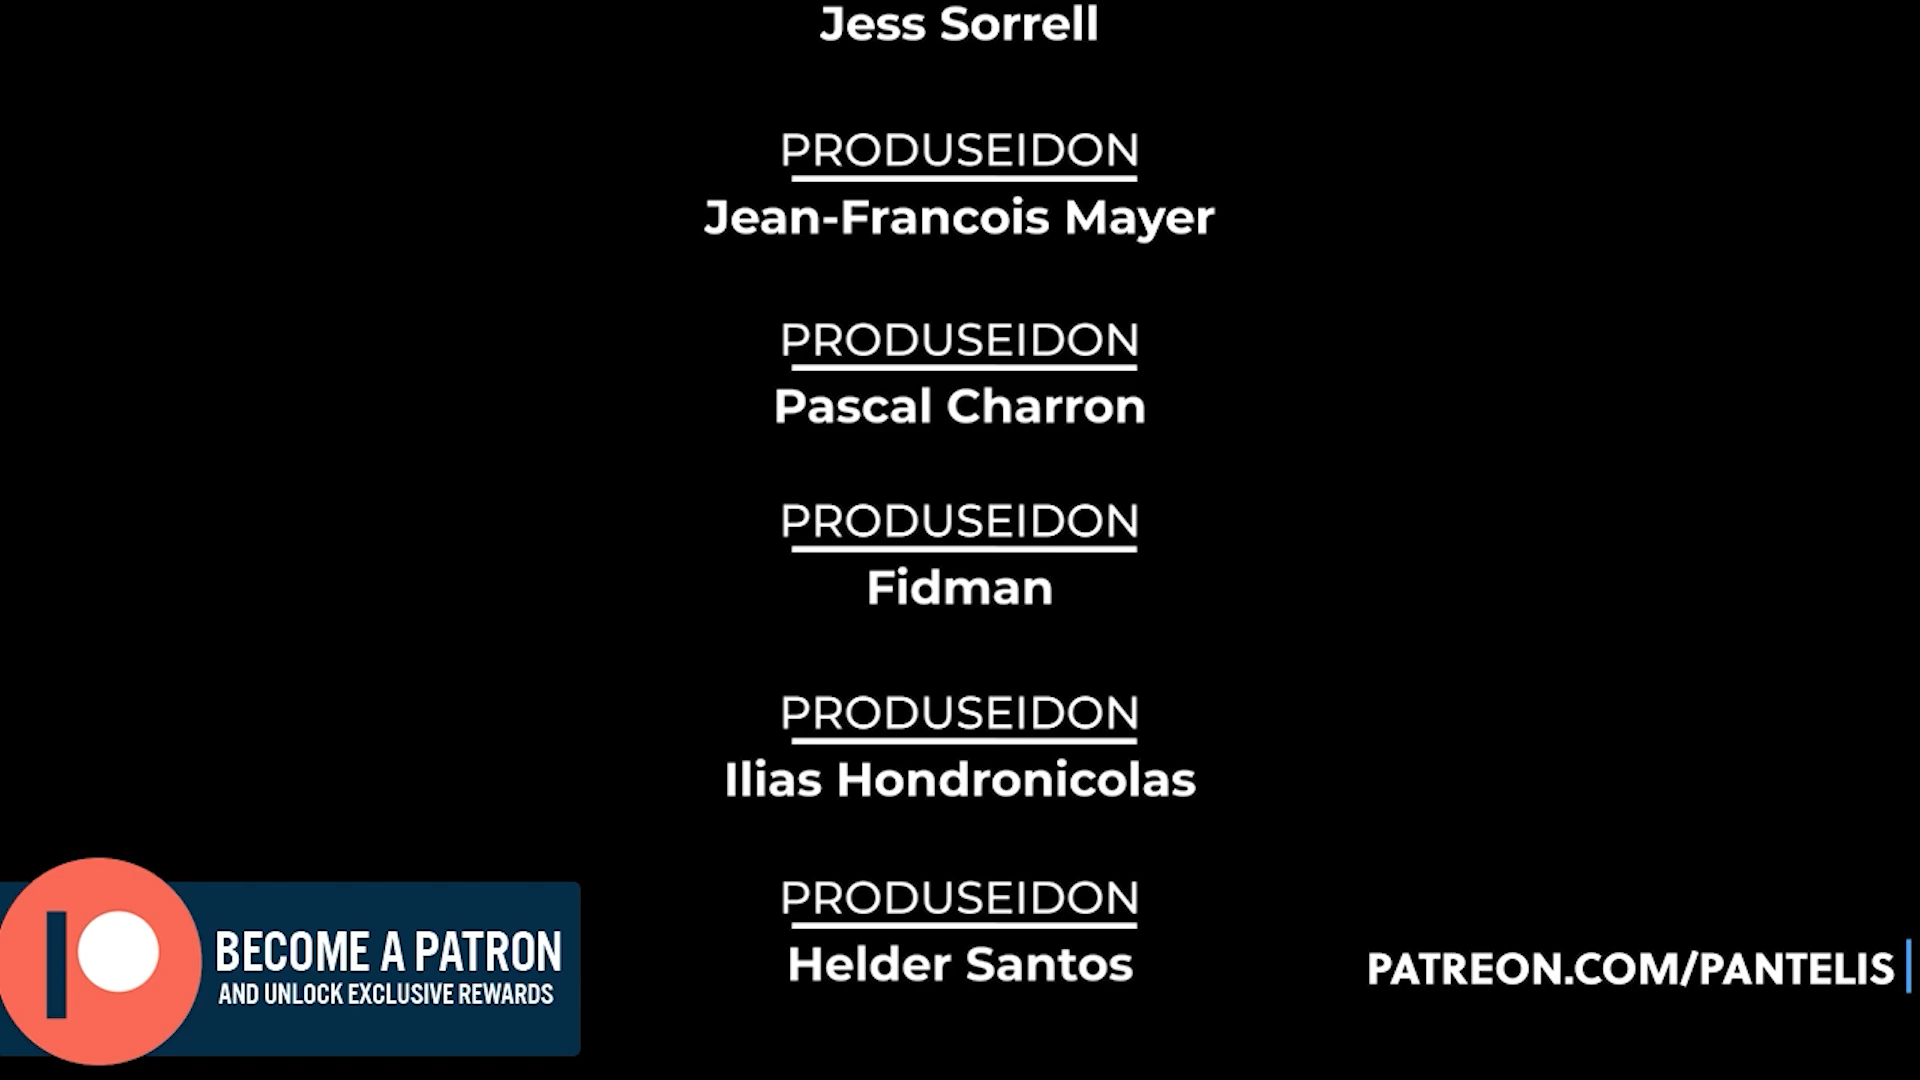 Jess Sorrell
PRODUSEIDON
Jean-Francois Mayer
PRODUSEIDON
Pascal Charron
PRODUSEIDON
Fidman
PRODUSEIDON
Ilias Hondronicolas
PRODUSEIDON
Helder Santos
BECOME A PATRON
AND UNLOCK EXCLUSIVE REWARDS
PATREON.COM/PANTELIS